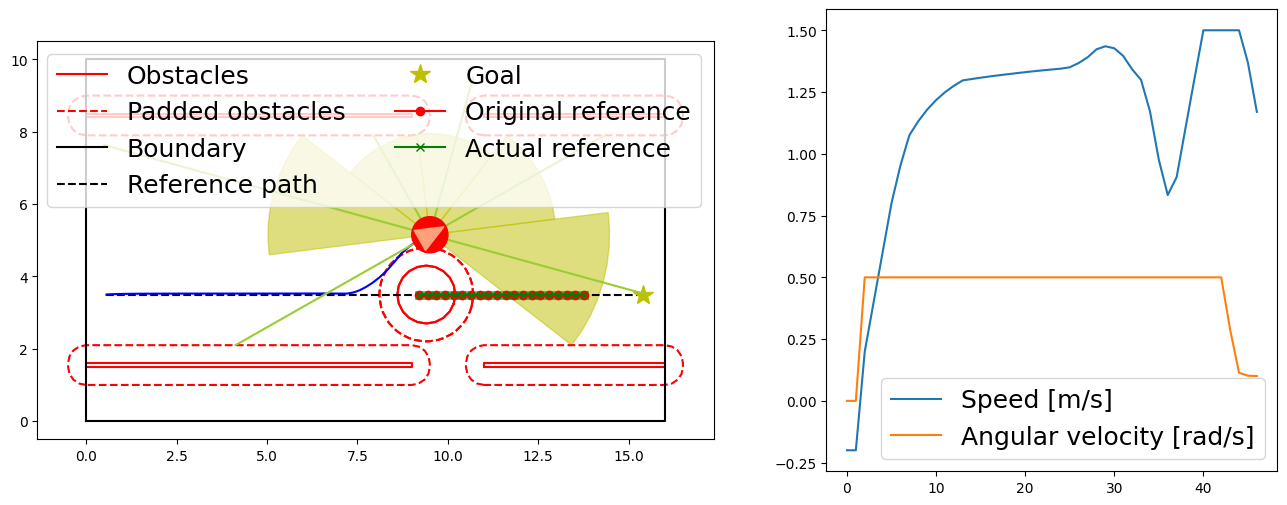 Obstacles
Padded obstacles
Boundary
Reference path
Goal
Original reference
Actual reference
10
8
6
4
2
0
0.0 2.5 5.0 7.5 10.0 12.5 15.0
1.50
1.25
1.00
0.75
0.50
0.25
0.00
−0.25
Speed [m/s]
Angular velocity [rad/s]
0 10 20 30 40